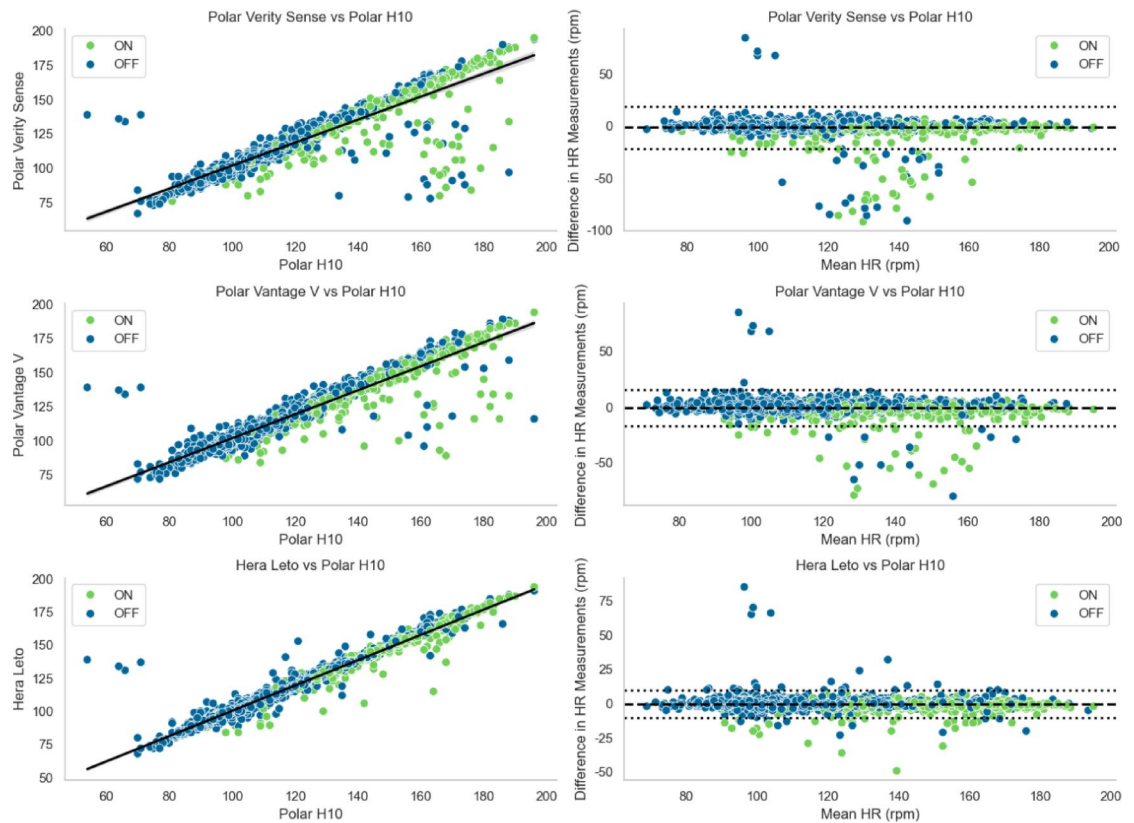 Polar Verity Sense vs Polar H10
200
175
150
125
100
75
Polar Verity Sense
ON
OFF
60 80 100 120 140 160 180 200
Polar H10
Polar Verity Sense vs Polar H10
50
0
-50
-100
Difference in HR Measurements (rpm)
ON
OFF
80 100 120 140 160 180 200
Mean HR (rpm)
Polar Vantage V vs Polar H10
200
175
150
125
100
75
Polar Vantage V
ON
OFF
60 80 100 120 140 160 180 200
Polar H10
Polar Vantage V vs Polar H10
50
0
-50
Difference in HR Measurements (rpm)
ON
OFF
80 100 120 140 160 180 200
Mean HR (rpm)
Hera Leto vs Polar H10
200
175
150
125
100
75
50
Hera Leto
ON
OFF
60 80 100 120 140 160 180 200
Polar H10
Hera Leto vs Polar H10
75
50
25
0
-25
-50
Difference in HR Measurements (rpm)
ON
OFF
80 100 120 140 160 180 200
Mean HR (rpm)